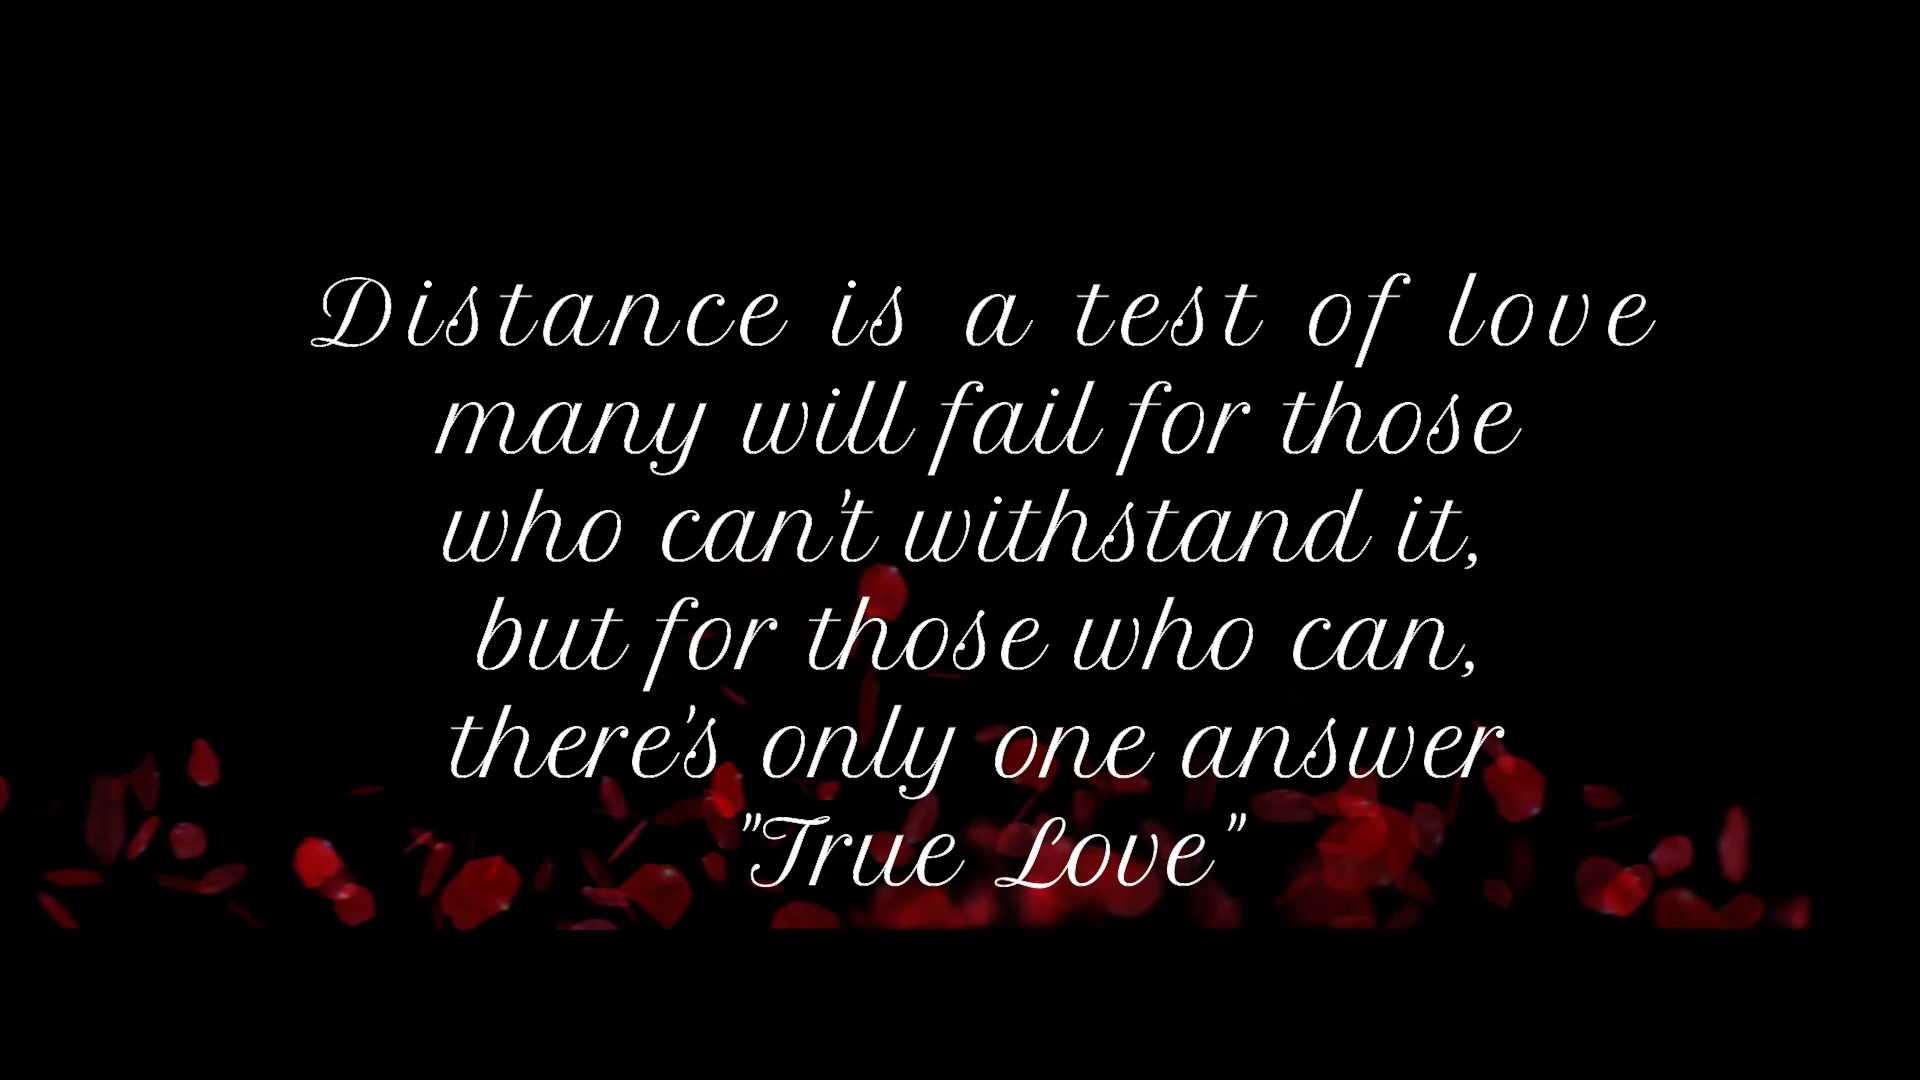 Distance is a test of love
many will fail for those
who can't withstand it,
but for those who can,
there's only one answer
"True Love"